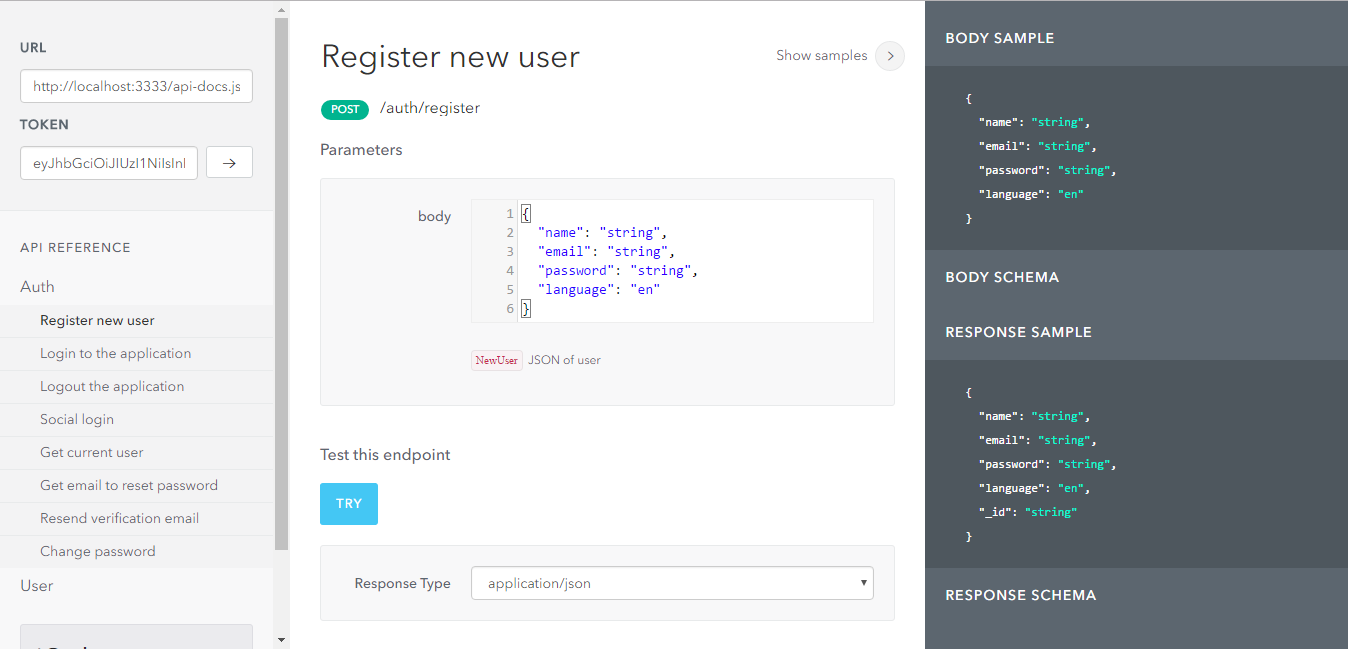 URL
http://localhost:3333/api-docs.js
TOKEN
eyJhbGciOiJIUzI1NiIsInI
→
API REFERENCE
Auth
Register new user
Login to the application
Logout the application
Social login
Get current user
Get email to reset password
Resend verification email
Change password
User
Register new user
Show samples >
POST /auth/register
Parameters
body
1 {
2 "name": "string",
3 "email": "string",
4 "password": "string",
5 "language": "en"
6 }
NewUser JSON of user
Test this endpoint
TRY
Response Type application/json
BODY SAMPLE
{
"name": "string",
"email": "string",
"password": "string",
"language": "en"
}
BODY SCHEMA
RESPONSE SAMPLE
{
"name": "string",
"email": "string",
"password": "string",
"language": "en",
"_id": "string"
}
RESPONSE SCHEMA